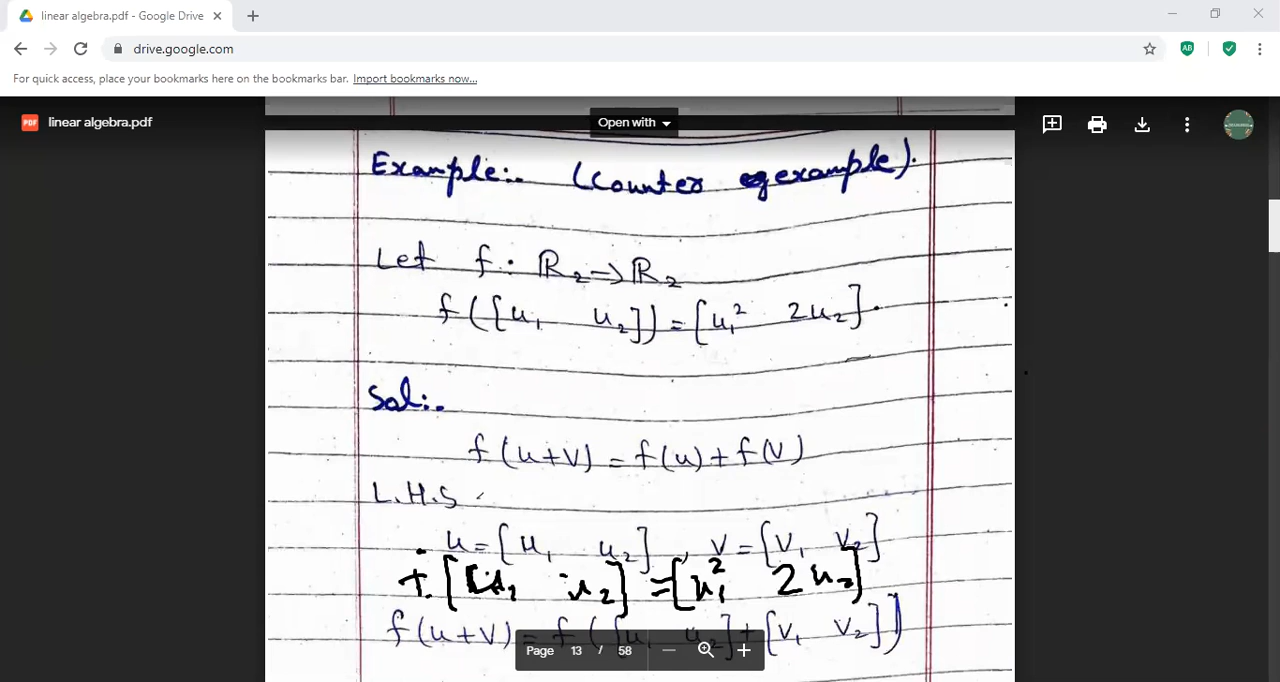 linear algebra.pdf - Google Drive
drive.google.com
For quick access, place your bookmarks here on the bookmarks bar. Import bookmarks now...
linear algebra.pdf
Open with
Example:. (Counter example).
Let f: R₂→R₂
f([u₁ u₂])=[u₁² 2u₂].
Sol:.
f(u+v)=f(u)+f(v)
L.H.S
u=[u₁ u₂], v=[v₁ v₂]
[u₁ u₂]=[u₁² 2u₂]
f(u+v)=f([u₁ u₂]+[v₁ v₂])
Page 13 / 58